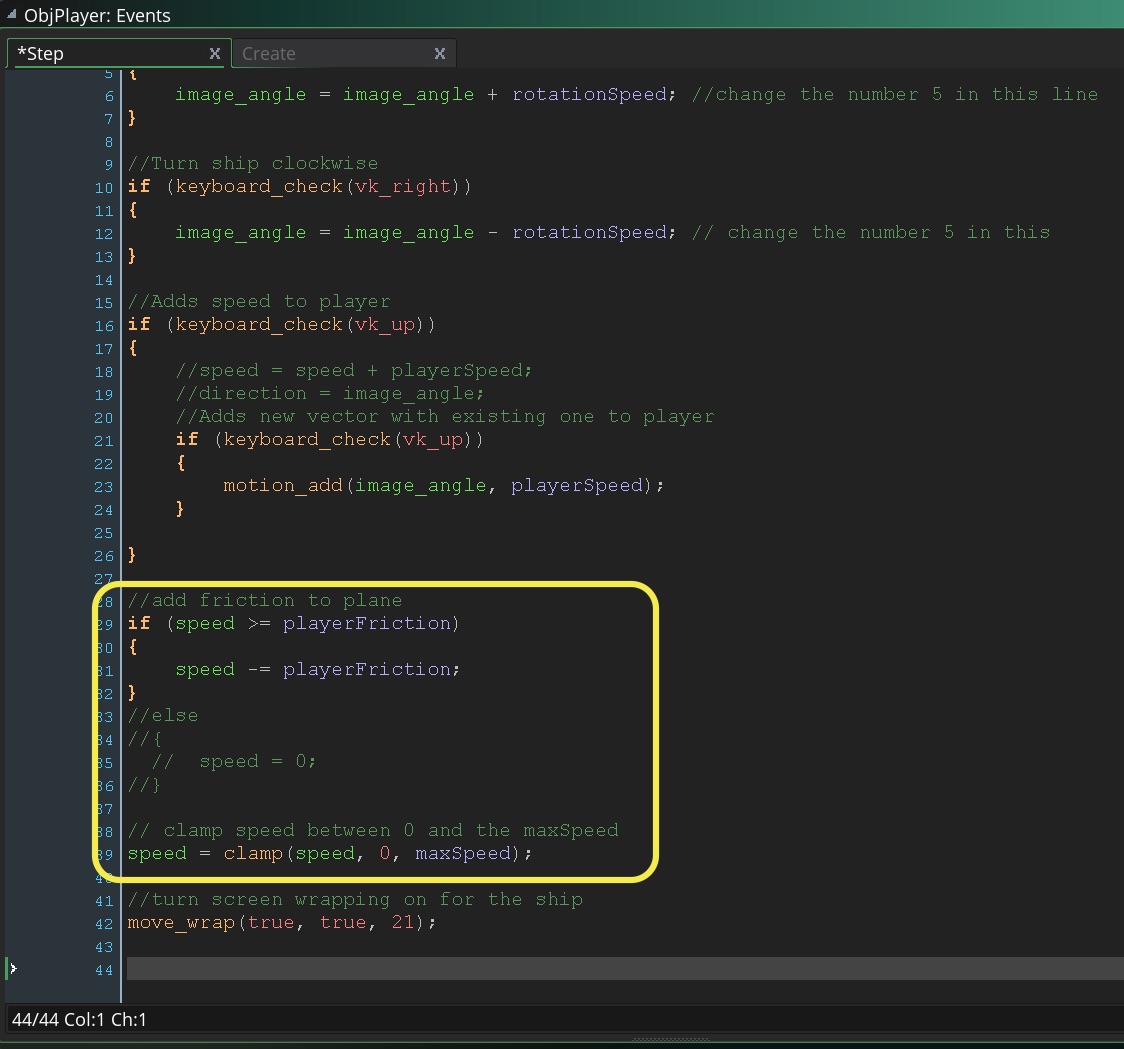 ObjPlayer: Events
*Step X Create X
5 {
6     image_angle = image_angle + rotationSpeed; //change the number 5 in this line
7 }
8
9 //Turn ship clockwise
10 if (keyboard_check(vk_right))
11 {
12     image_angle = image_angle - rotationSpeed; // change the number 5 in this
13 }
14
15 //Adds speed to player
16 if (keyboard_check(vk_up))
17 {
18     //speed = speed + playerSpeed;
19     //direction = image_angle;
20     //Adds new vector with existing one to player
21     if (keyboard_check(vk_up))
22     {
23         motion_add(image_angle, playerSpeed);
24     }
25
26 }
27
28 //add friction to plane
29 if (speed >= playerFriction)
30 {
31     speed -= playerFriction;
32 }
33 //else
34 //{
35   //  speed = 0;
36 //}
37
38 // clamp speed between 0 and the maxSpeed
39 speed = clamp(speed, 0, maxSpeed);
40
41 //turn screen wrapping on for the ship
42 move_wrap(true, true, 21);
43
44
44/44 Col:1 Ch:1